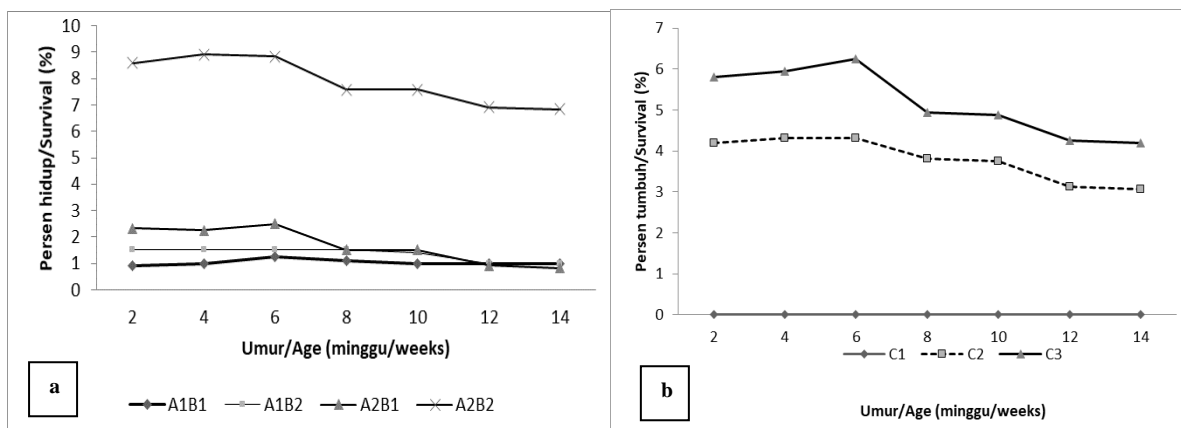 Persen hidup/Survival (%)
10
9
8
7
6
5
4
3
2
1
0
2 4 6 8 10 12 14
Umur/Age (minggu/weeks)
a
A1B1 A1B2 A2B1 A2B2
Persen tumbuh/Survival (%)
7
6
5
4
3
2
1
0
2 4 6 8 10 12 14
C1 C2 C3
b
Umur/Age (minggu/weeks)